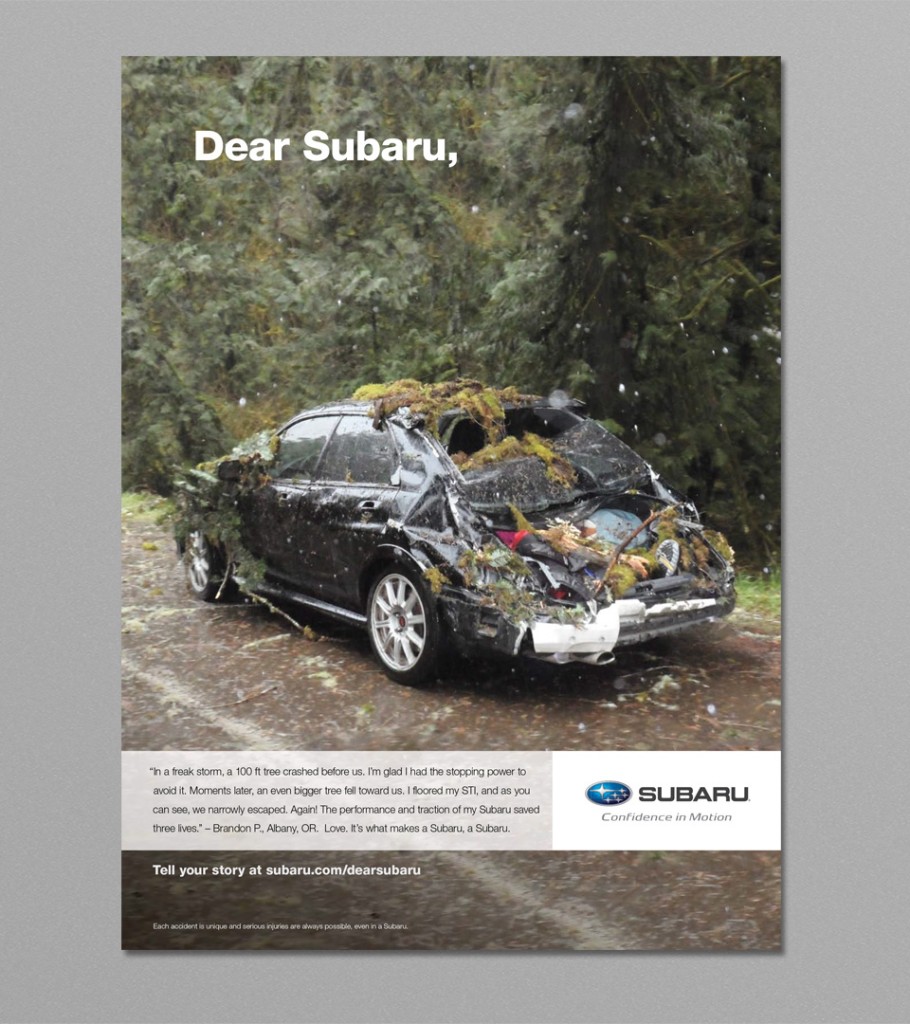 Dear Subaru,
“In a freak storm, a 100 ft tree crashed before us. I’m glad I had the stopping power to
avoid it. Moments later, an even bigger tree fell toward us. I floored my STI, and as you
can see, we narrowly escaped. Again! The performance and traction of my Subaru saved
three lives.” – Brandon P., Albany, OR.  Love. It’s what makes a Subaru, a Subaru.
SUBARU
Confidence in Motion
Tell your story at subaru.com/dearsubaru
Each accident is unique and serious injuries are always possible, even in a Subaru.